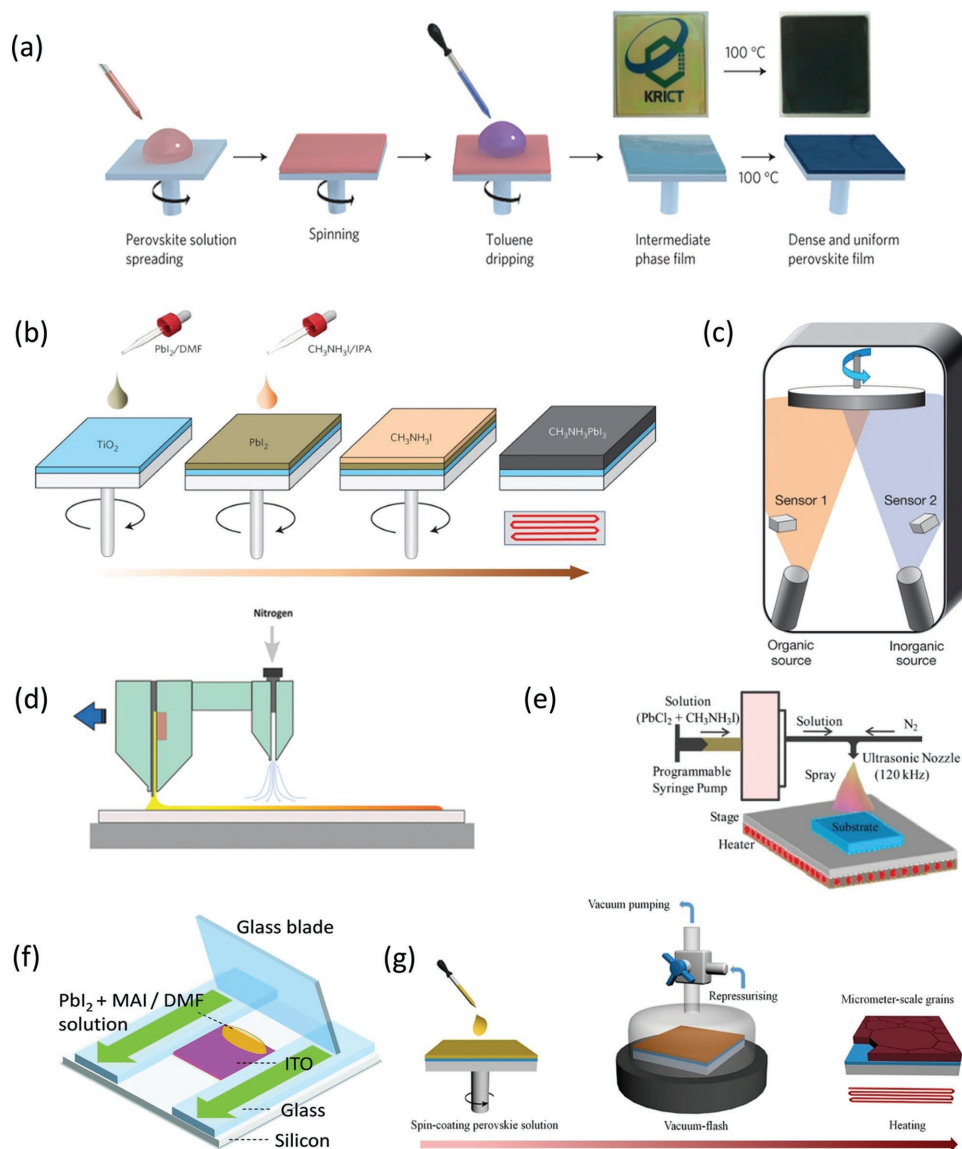 (a)
KRICT
100 °C
100 °C
Perovskite solution
spreading
Spinning
Toluene
dripping
Intermediate
phase film
Dense and uniform
perovskite film
(b)
PbI₂/DMF
CH₃NH₃I/IPA
TiO₂
PbI₂
CH₃NH₃I
CH₃NH₃PbI₃
(c)
Sensor 1
Sensor 2
Organic
source
Inorganic
source
(d)
Nitrogen
(e)
Solution
(PbCl₂ + CH₃NH₃I)
Solution
N₂
Programmable
Syringe Pump
Spray
Ultrasonic Nozzle
(120 kHz)
Stage
Heater
Substrate
(f)
Glass blade
PbI₂ + MAI / DMF
solution
ITO
Glass
Silicon
(g)
Vacuum pumping
Repressurising
Micrometer-scale grains
Spin-coating perovskie solution
Vacuum-flash
Heating